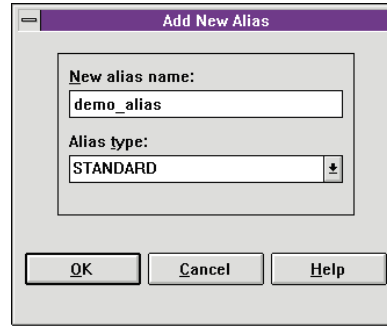 Add New Alias
New alias name:
demo_alias
Alias type:
STANDARD
OK Cancel Help